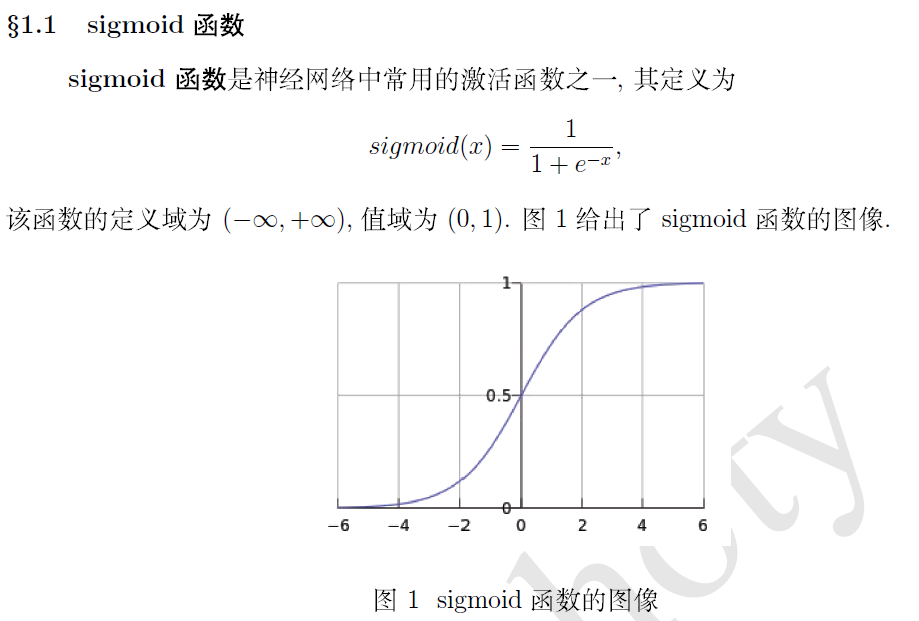 §1.1 sigmoid 函数
sigmoid 函数是神经网络中常用的激活函数之一, 其定义为
sigmoid(x) = \frac{1}{1 + e^{-x}},
该函数的定义域为 (−∞, +∞), 值域为 (0, 1). 图 1 给出了 sigmoid 函数的图像.
1
0.5
0
−6 −4 −2 0 2 4 6
图 1 sigmoid 函数的图像